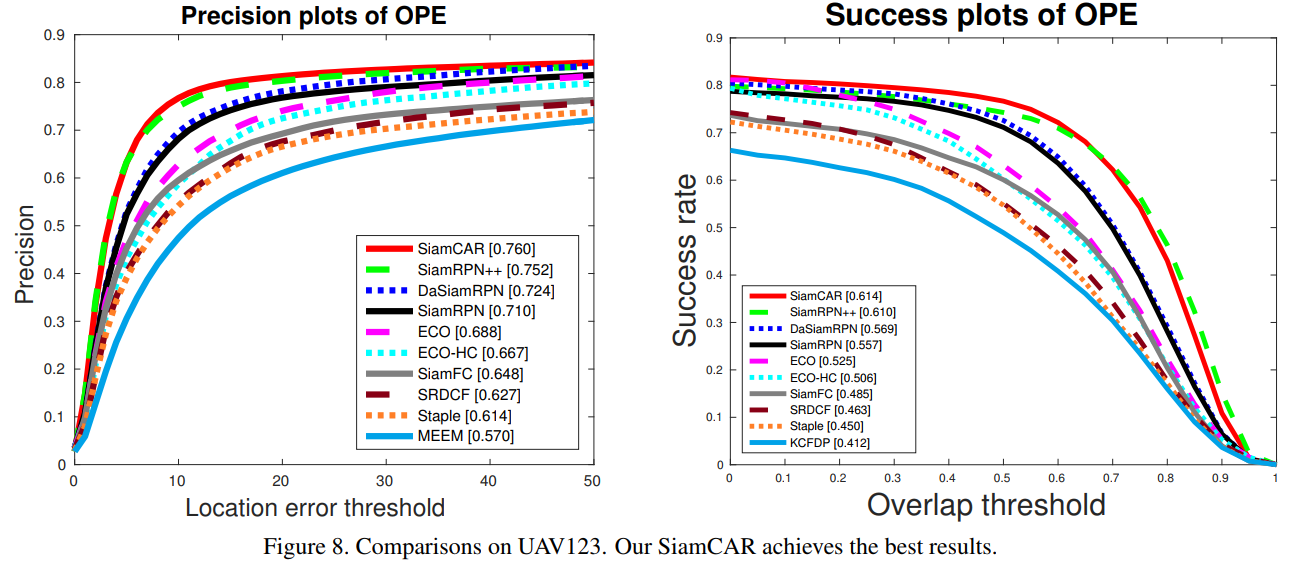 Precision plots of OPE
0.9
0.8
0.7
0.6
0.5
0.4
0.3
0.2
0.1
0
0 10 20 30 40 50
Precision
Location error threshold
SiamCAR [0.760]
SiamRPN++ [0.752]
DaSiamRPN [0.724]
SiamRPN [0.710]
ECO [0.688]
ECO-HC [0.667]
SiamFC [0.648]
SRDCF [0.627]
Staple [0.614]
MEEM [0.570]
Success plots of OPE
0.9
0.8
0.7
0.6
0.5
0.4
0.3
0.2
0.1
0
0 0.1 0.2 0.3 0.4 0.5 0.6 0.7 0.8 0.9 1
Success rate
Overlap threshold
SiamCAR [0.614]
SiamRPN++ [0.610]
DaSiamRPN [0.569]
SiamRPN [0.557]
ECO [0.525]
ECO-HC [0.506]
SiamFC [0.485]
SRDCF [0.463]
Staple [0.450]
KCFDP [0.412]
Figure 8. Comparisons on UAV123. Our SiamCAR achieves the best results.